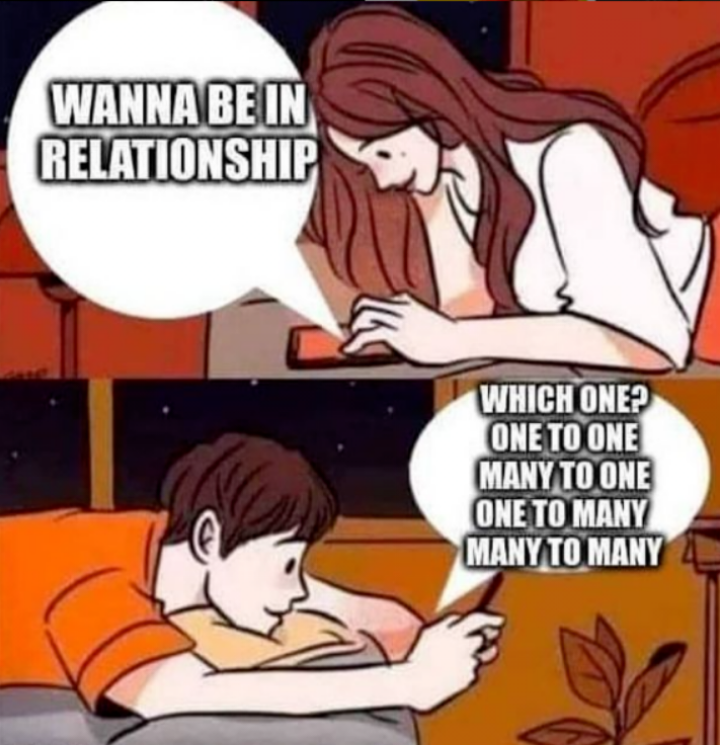 WANNA BE IN
RELATIONSHIP
WHICH ONE?
ONE TO ONE
MANY TO ONE
ONE TO MANY
MANY TO MANY